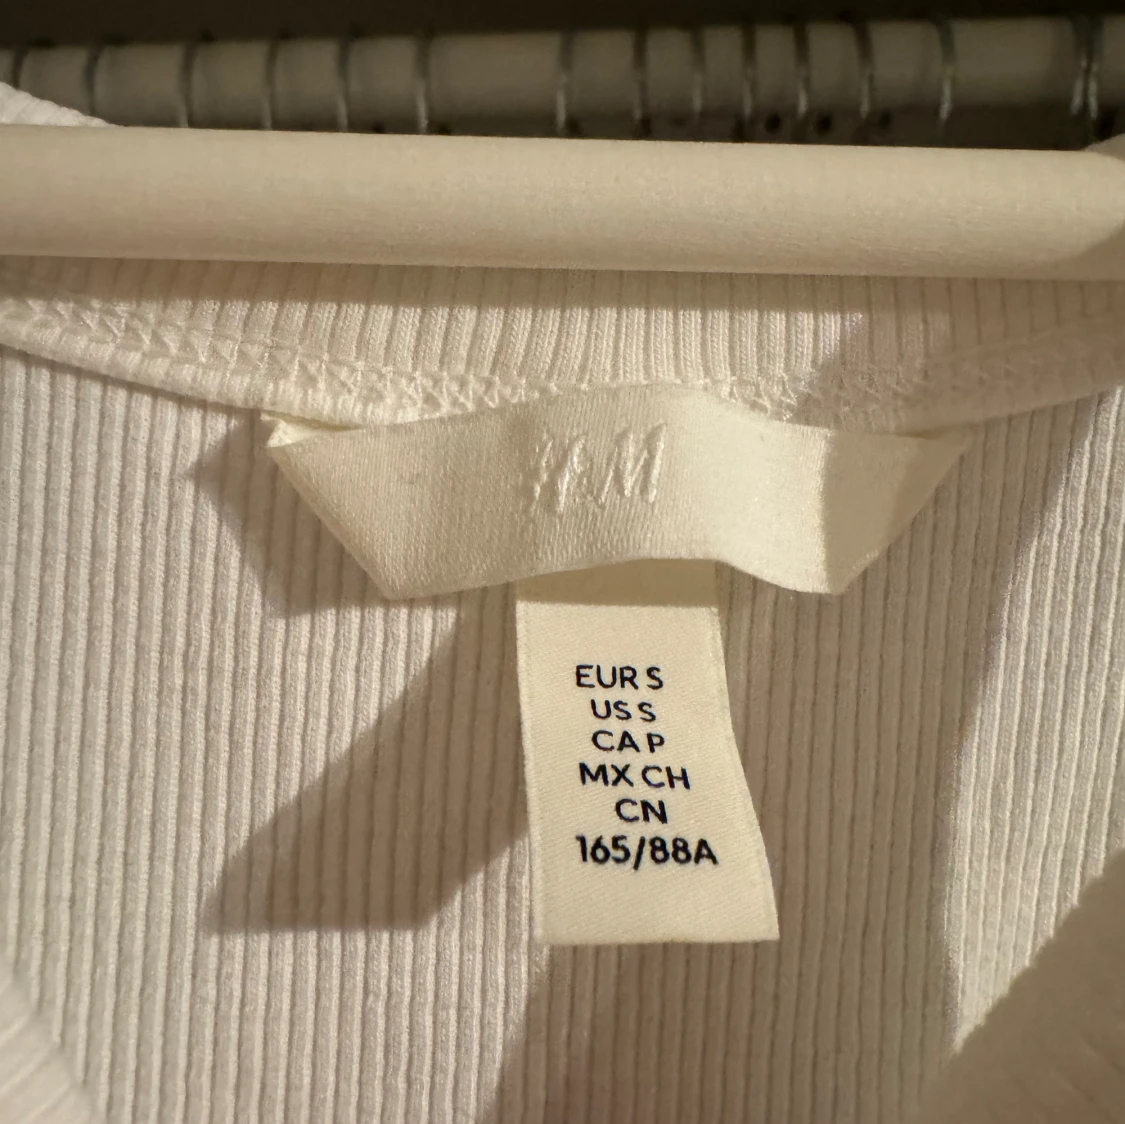 H&M
EUR S
US S
CA P
MX CH
CN
165/88A